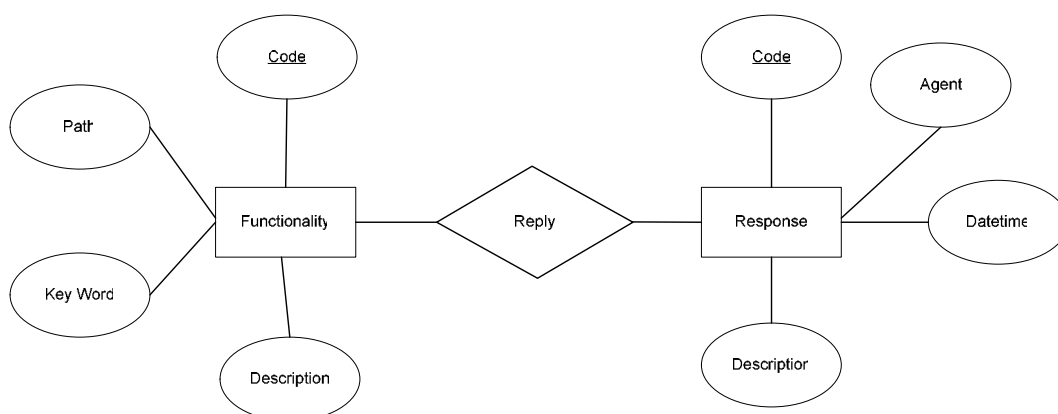 Code
Code
Agent
Path
Functionality
Reply
Response
Datetime
Key Word
Description
Description